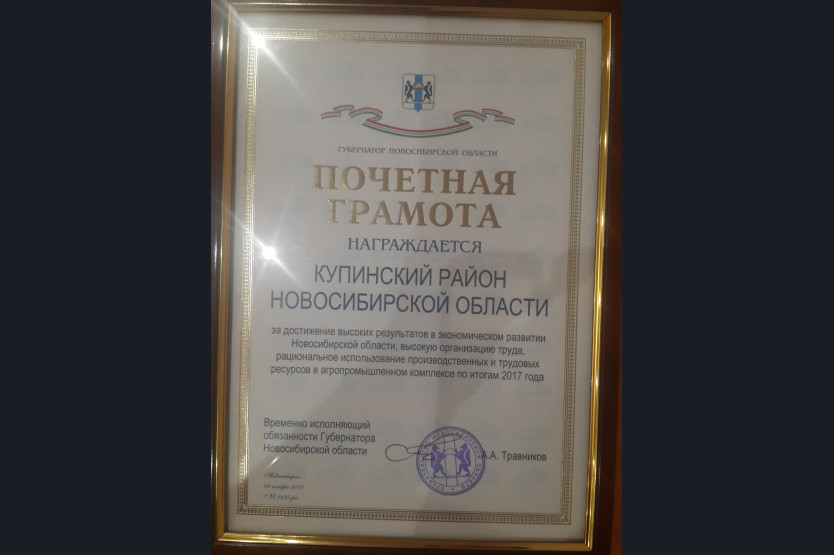 ГУБЕРНАТОР НОВОСИБИРСКОЙ ОБЛАСТИ
ПОЧЕТНАЯ
ГРАМОТА
НАГРАЖДАЕТСЯ
КУПИНСКИЙ РАЙОН
НОВОСИБИРСКОЙ ОБЛАСТИ
за достижение высоких результатов в экономическом развитии
Новосибирской области, высокую организацию труда,
рациональное использование производственных и трудовых
ресурсов в агропромышленном комплексе по итогам 2017 года
Временно исполняющий
обязанности Губернатора
Новосибирской области
А.А. Травников
Новосибирск